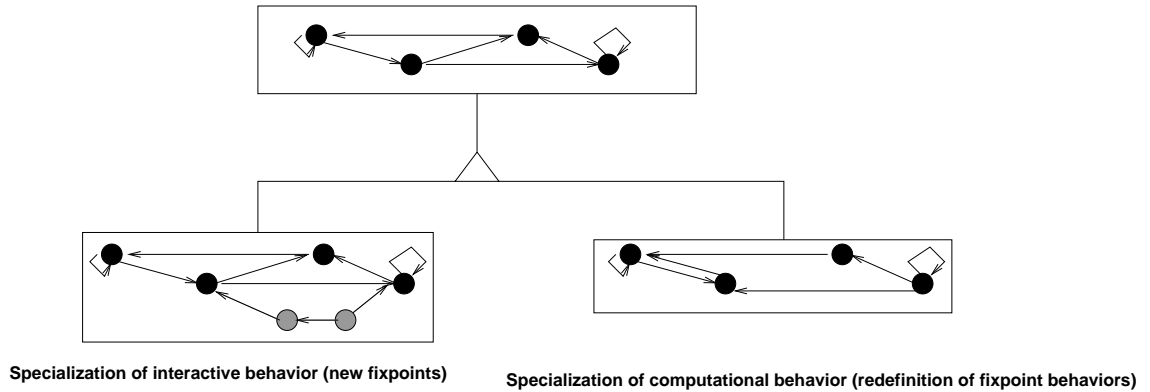 Specialization of interactive behavior (new fixpoints)
Specialization of computational behavior (redefinition of fixpoint behaviors)